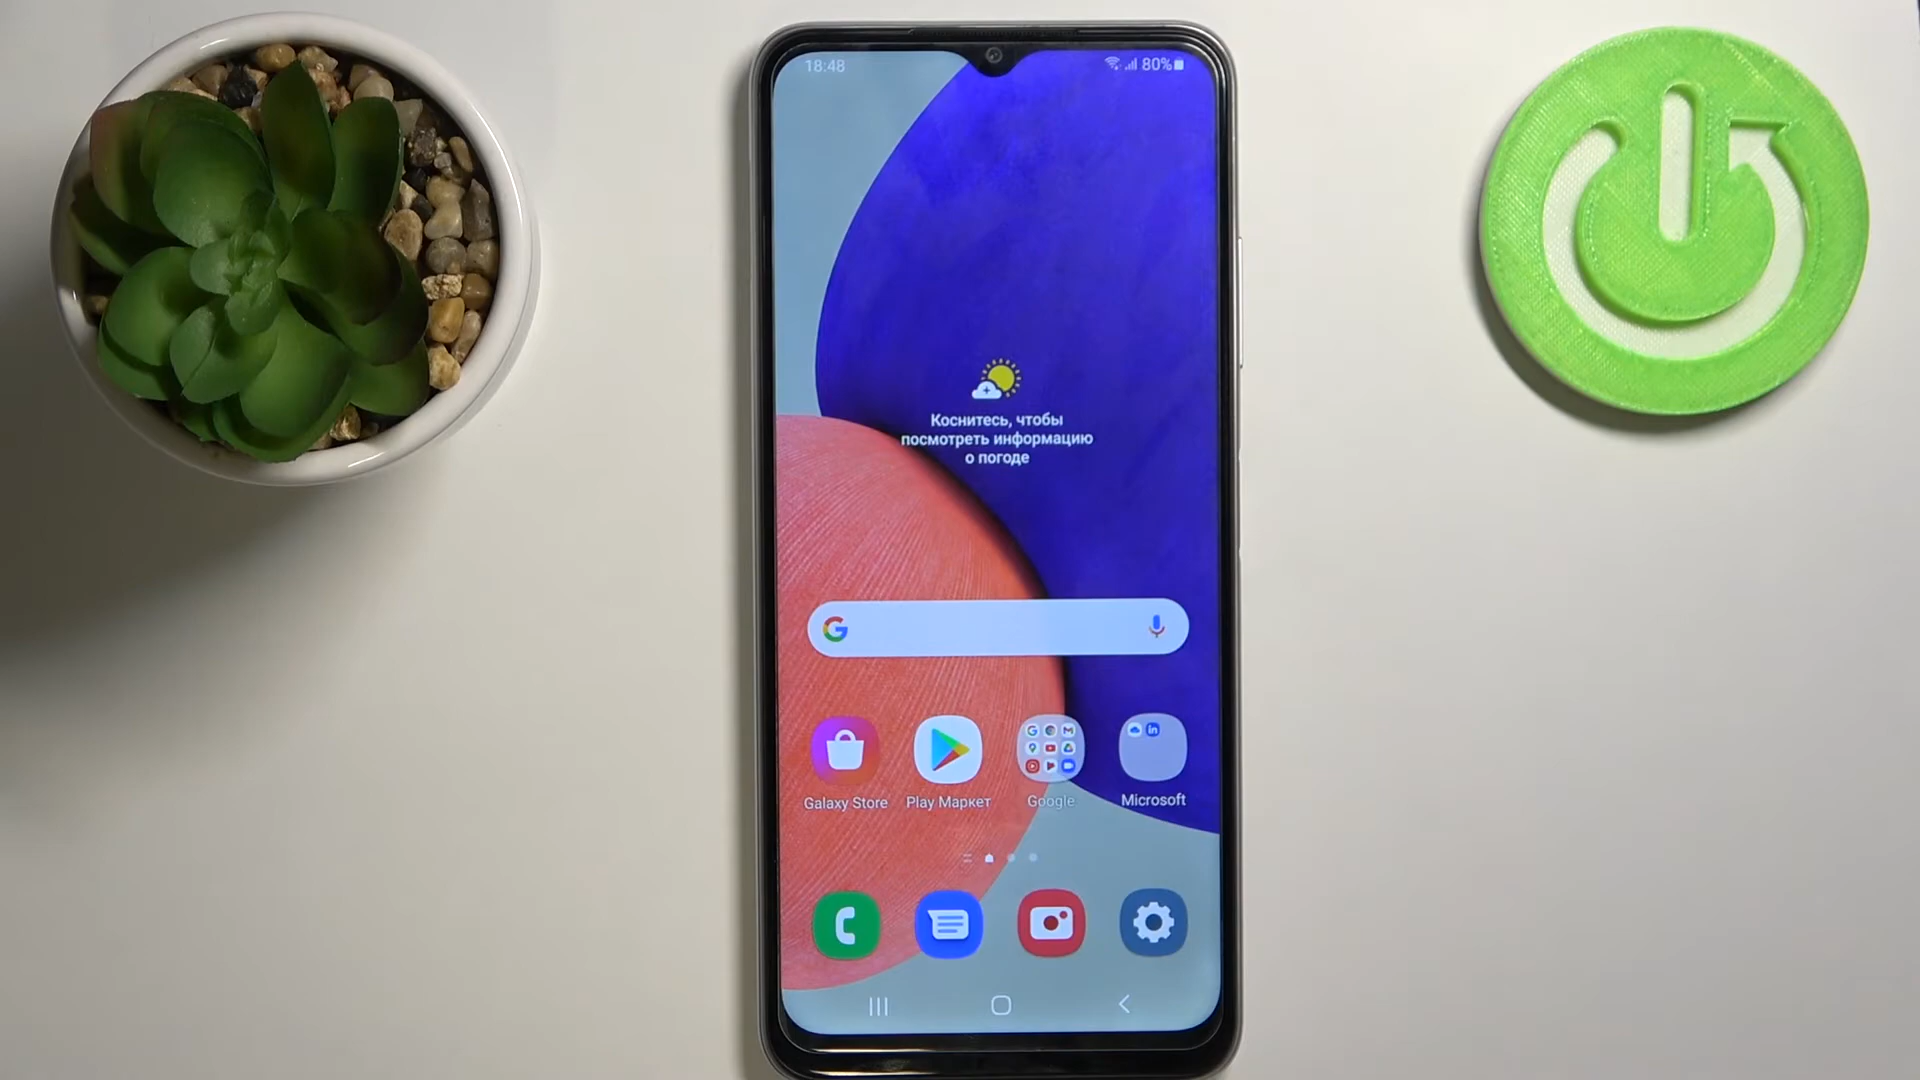 18:48
80%
Коснитесь, чтобы
посмотреть информацию
о погоде
Galaxy Store
Play Маркет
Google
Microsoft